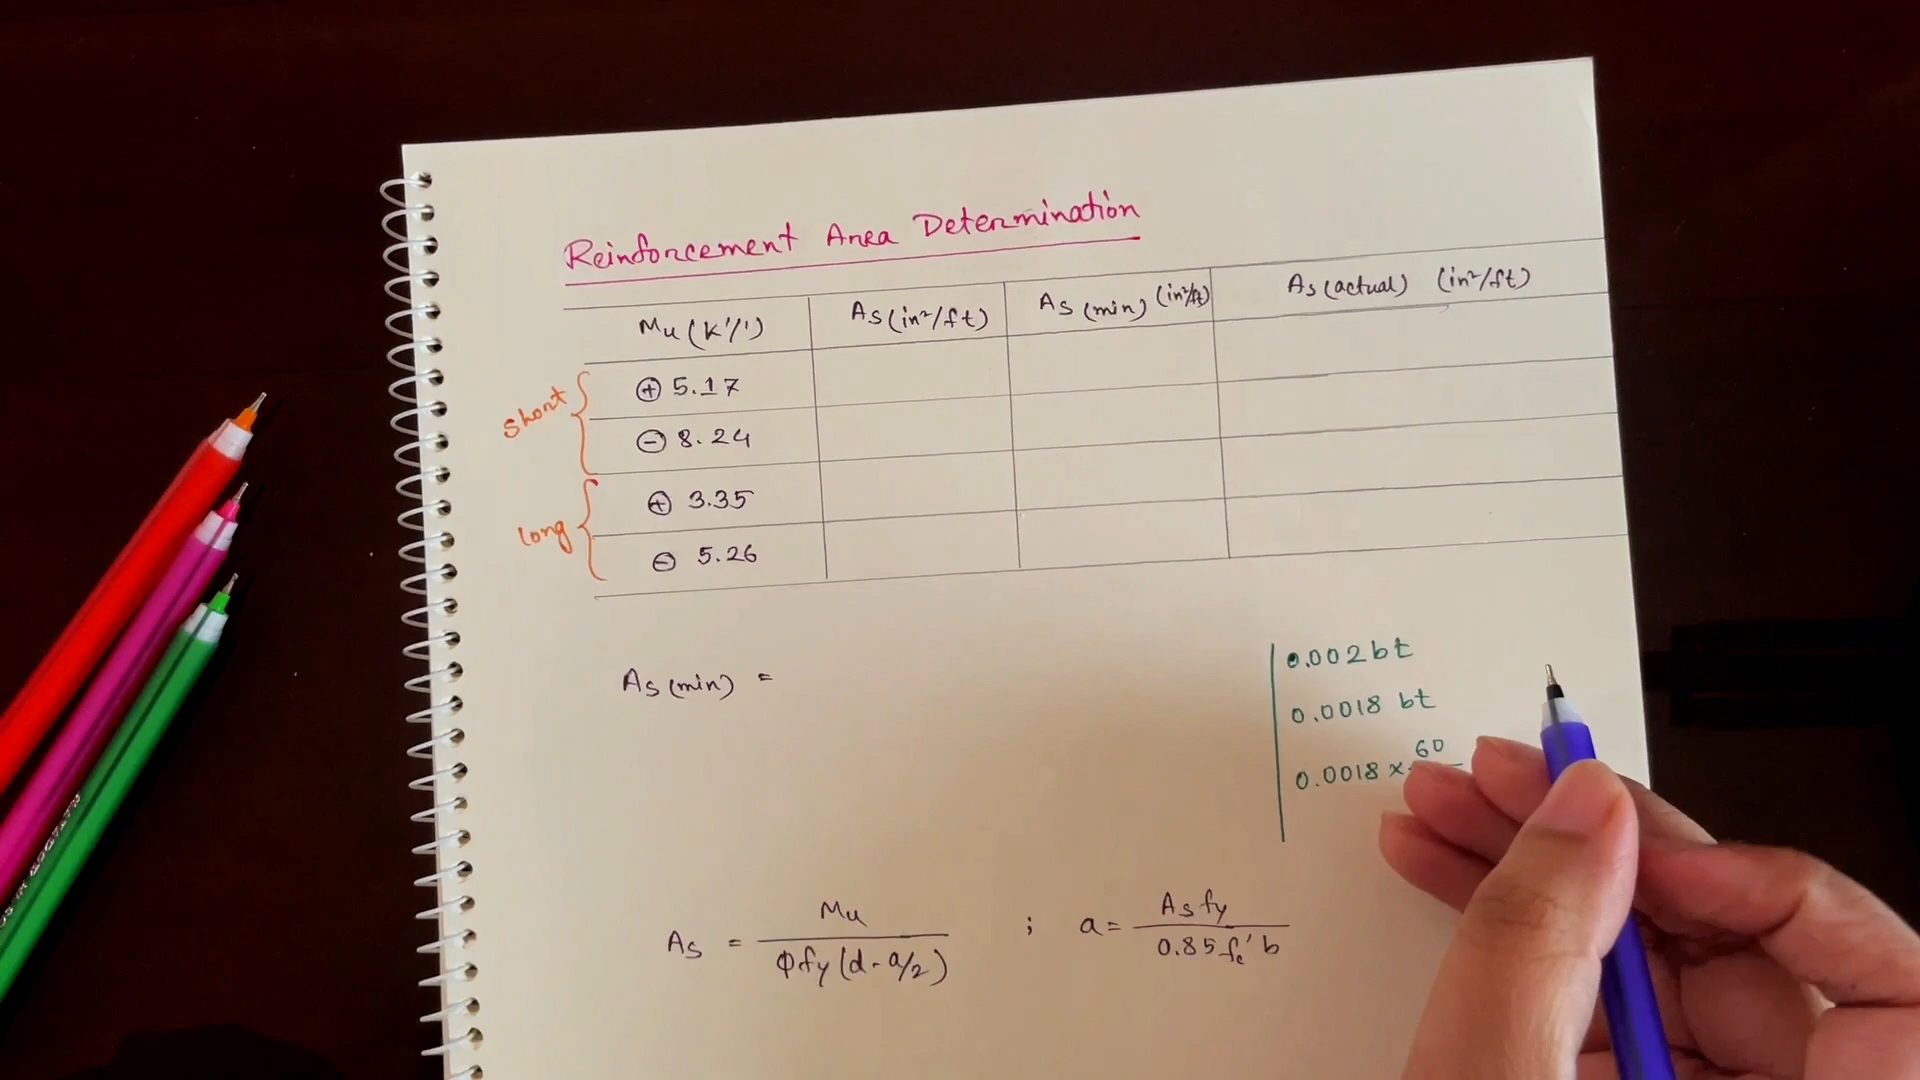 Reinforcement Area Determination
Mu (k'/') As (in²/ft) As (min) (in²/ft) As (actual) (in²/ft)
short
⊕ 5.17
⊖ 8.24
long
⊕ 3.35
⊖ 5.26
As (min) =
0.002 bt
0.0018 bt
0.0018 × 60
As = Mu / ϕfy (d - a/2) ; a = As fy / 0.85 fc' b